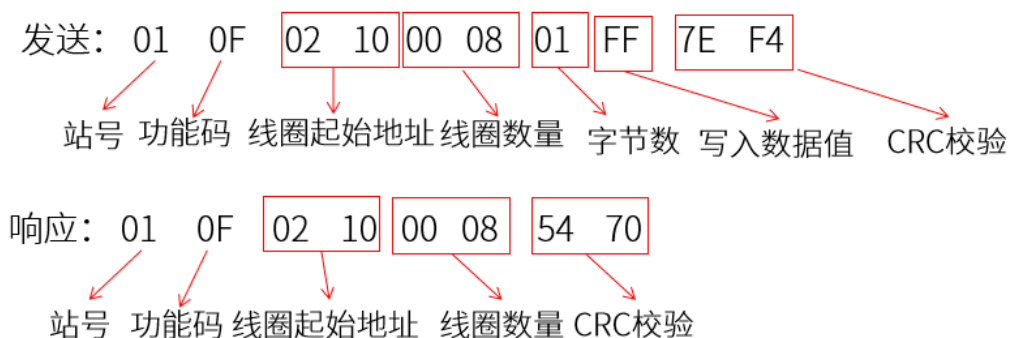 发送： 01 0F 02 10 00 08 01 FF 7E F4
站号 功能码 线圈起始地址 线圈数量 字节数 写入数据值 CRC校验
响应： 01 0F 02 10 00 08 54 70
站号 功能码 线圈起始地址 线圈数量 CRC校验